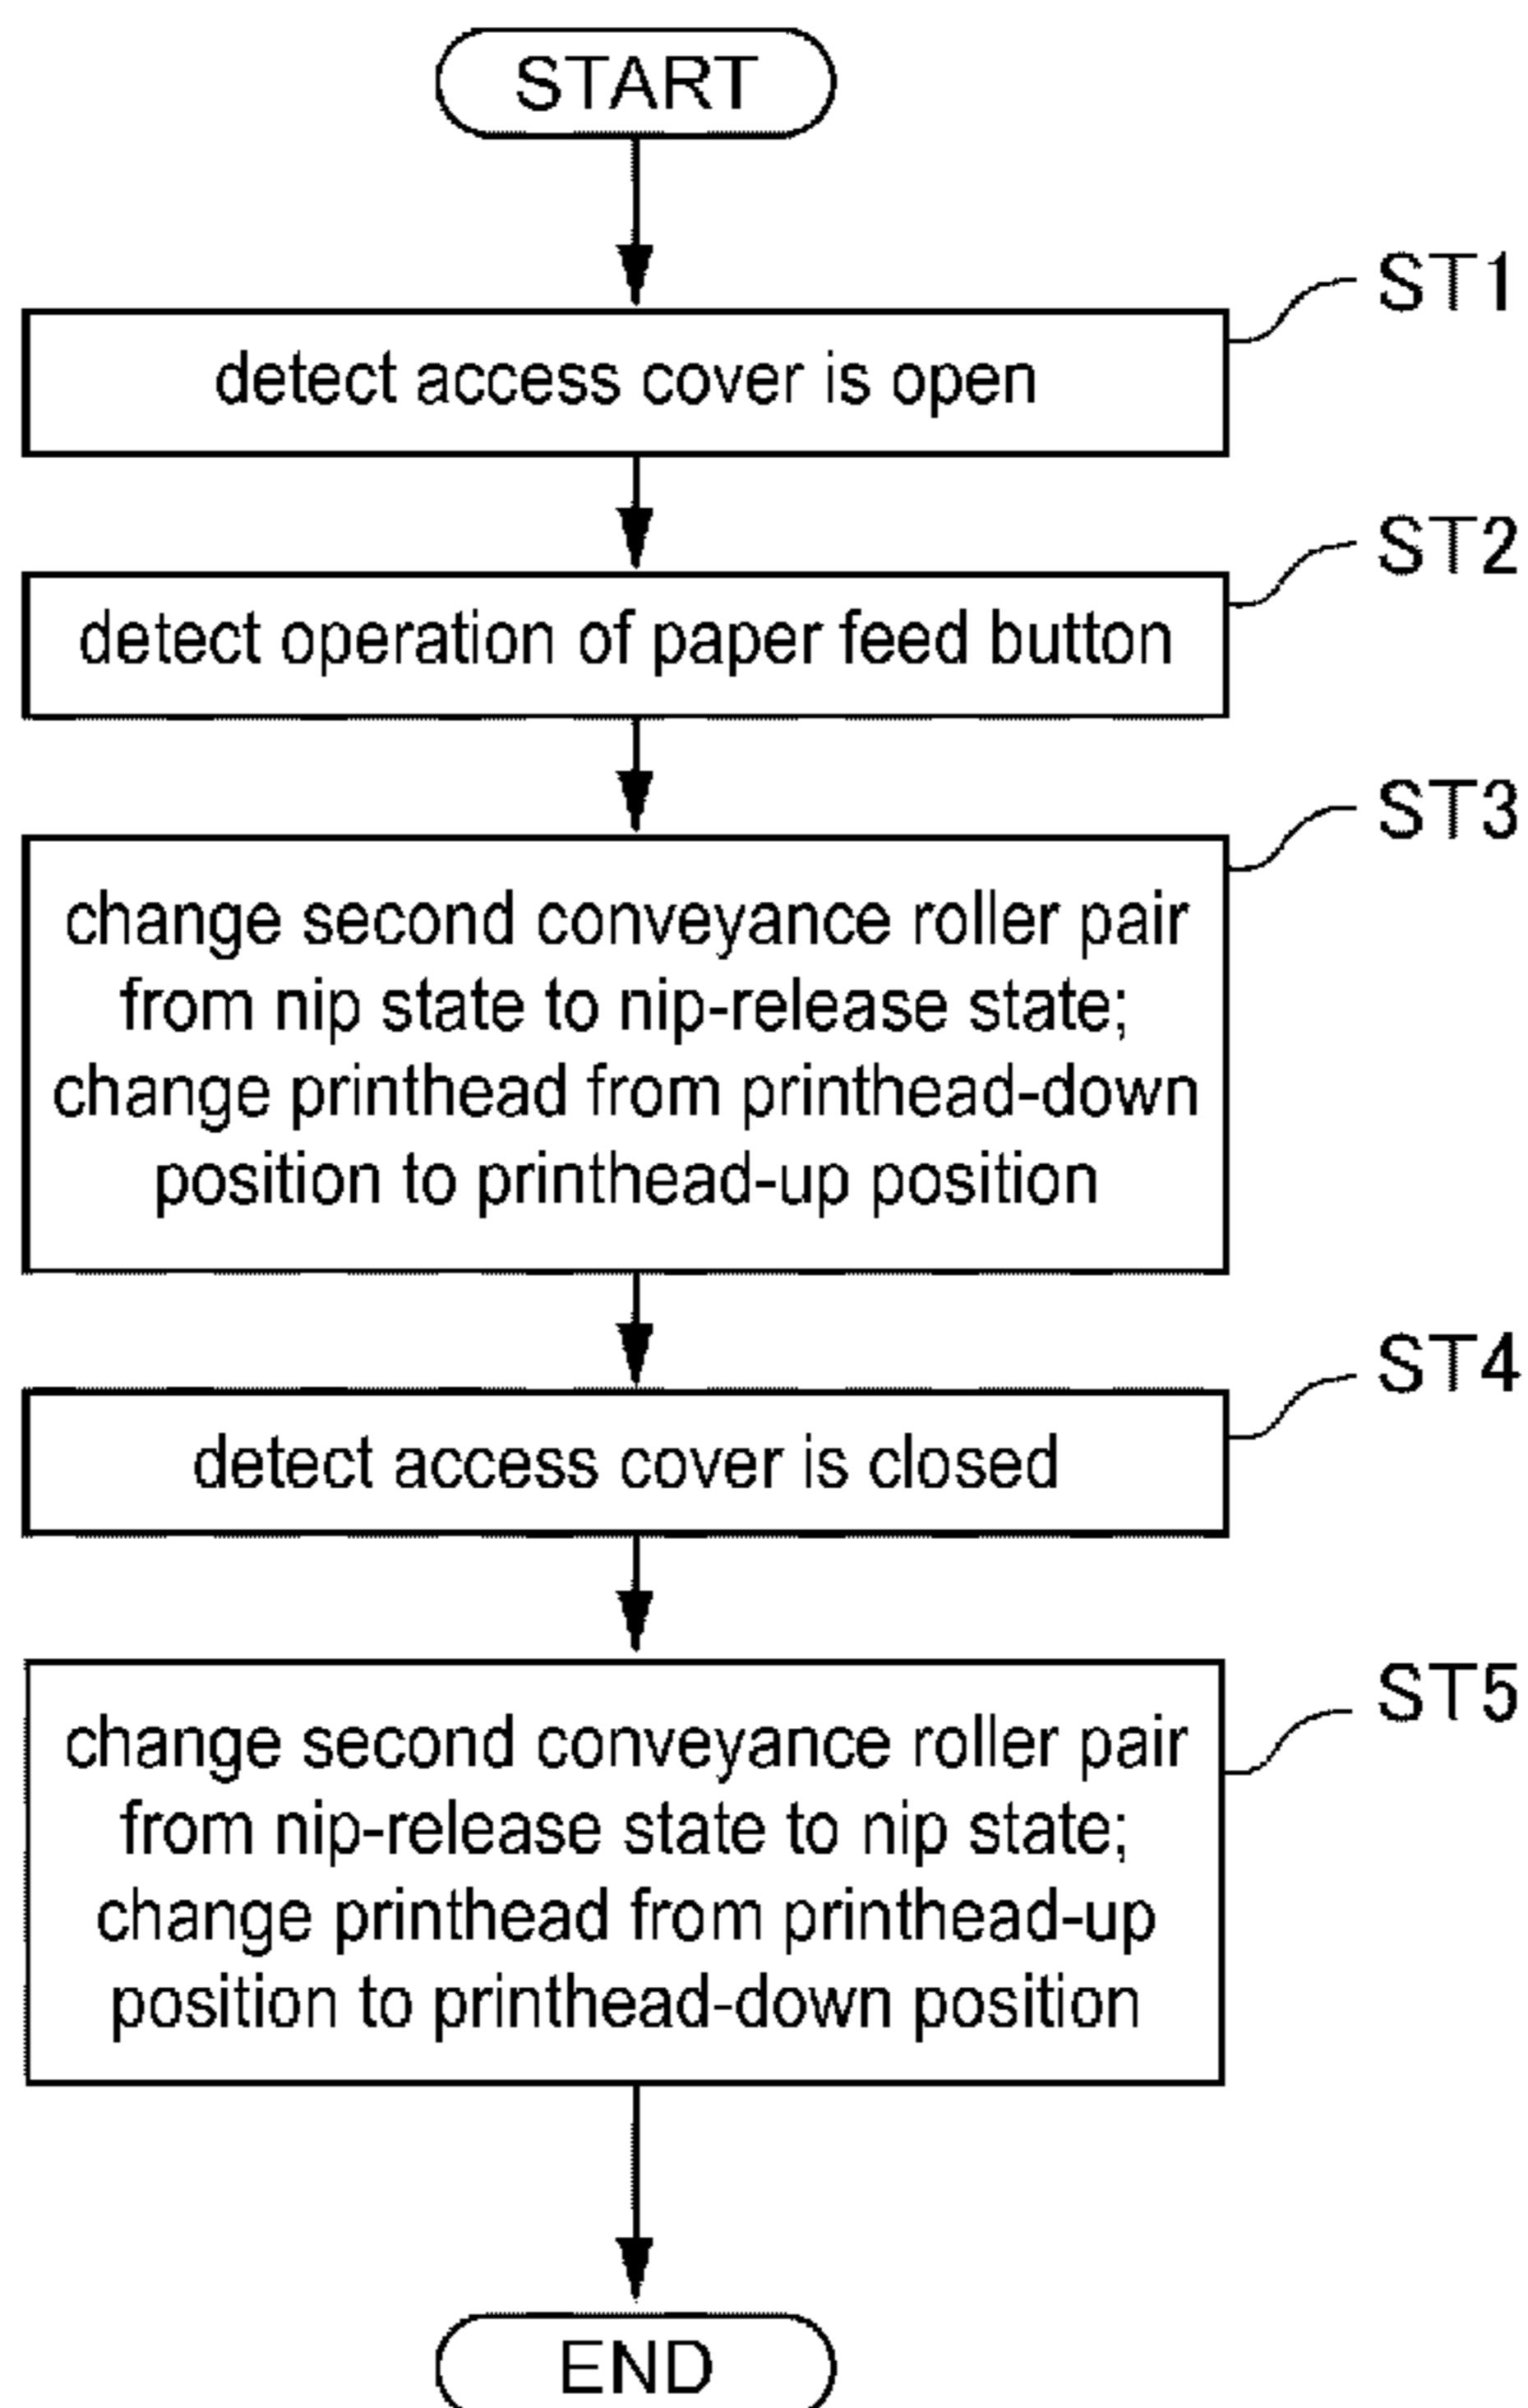 START
ST1
detect access cover is open
ST2
detect operation of paper feed button
ST3
change second conveyance roller pair
from nip state to nip-release state;
change printhead from printhead-down
position to printhead-up position
ST4
detect access cover is closed
ST5
change second conveyance roller pair
from nip-release state to nip state;
change printhead from printhead-up
position to printhead-down position
END